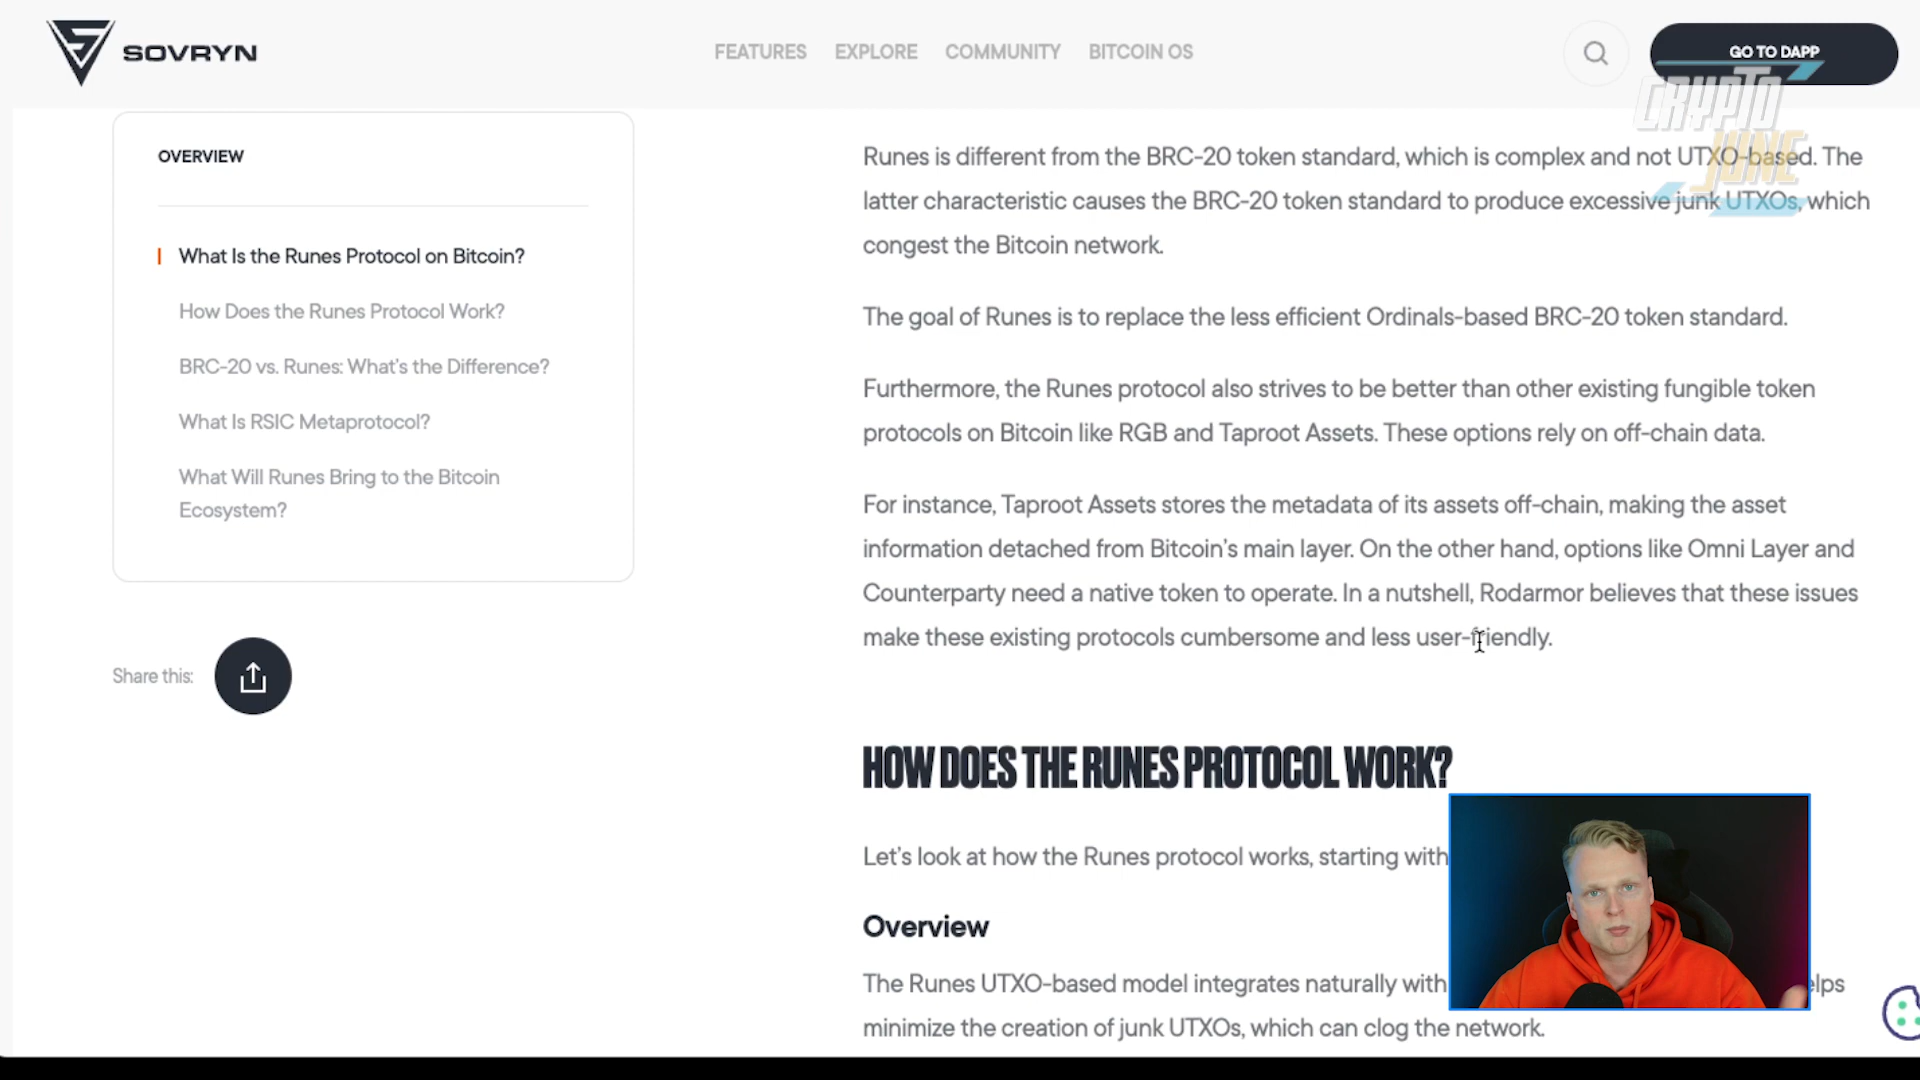 SOVRYN
FEATURES EXPLORE COMMUNITY BITCOIN OS
GO TO DAPP
CRYPTO
JUNE
OVERVIEW
What Is the Runes Protocol on Bitcoin?
How Does the Runes Protocol Work?
BRC-20 vs. Runes: What's the Difference?
What Is RSIC Metaprotocol?
What Will Runes Bring to the Bitcoin
Ecosystem?
Share this:
Runes is different from the BRC-20 token standard, which is complex and not UTXO-based. The
latter characteristic causes the BRC-20 token standard to produce excessive junk UTXOs, which
congest the Bitcoin network.
The goal of Runes is to replace the less efficient Ordinals-based BRC-20 token standard.
Furthermore, the Runes protocol also strives to be better than other existing fungible token
protocols on Bitcoin like RGB and Taproot Assets. These options rely on off-chain data.
For instance, Taproot Assets stores the metadata of its assets off-chain, making the asset
information detached from Bitcoin's main layer. On the other hand, options like Omni Layer and
Counterparty need a native token to operate. In a nutshell, Rodarmor believes that these issues
make these existing protocols cumbersome and less user-friendly.
HOW DOES THE RUNES PROTOCOL WORK?
Let's look at how the Runes protocol works, starting with
Overview
The Runes UTXO-based model integrates naturally with
minimize the creation of junk UTXOs, which can clog the network.